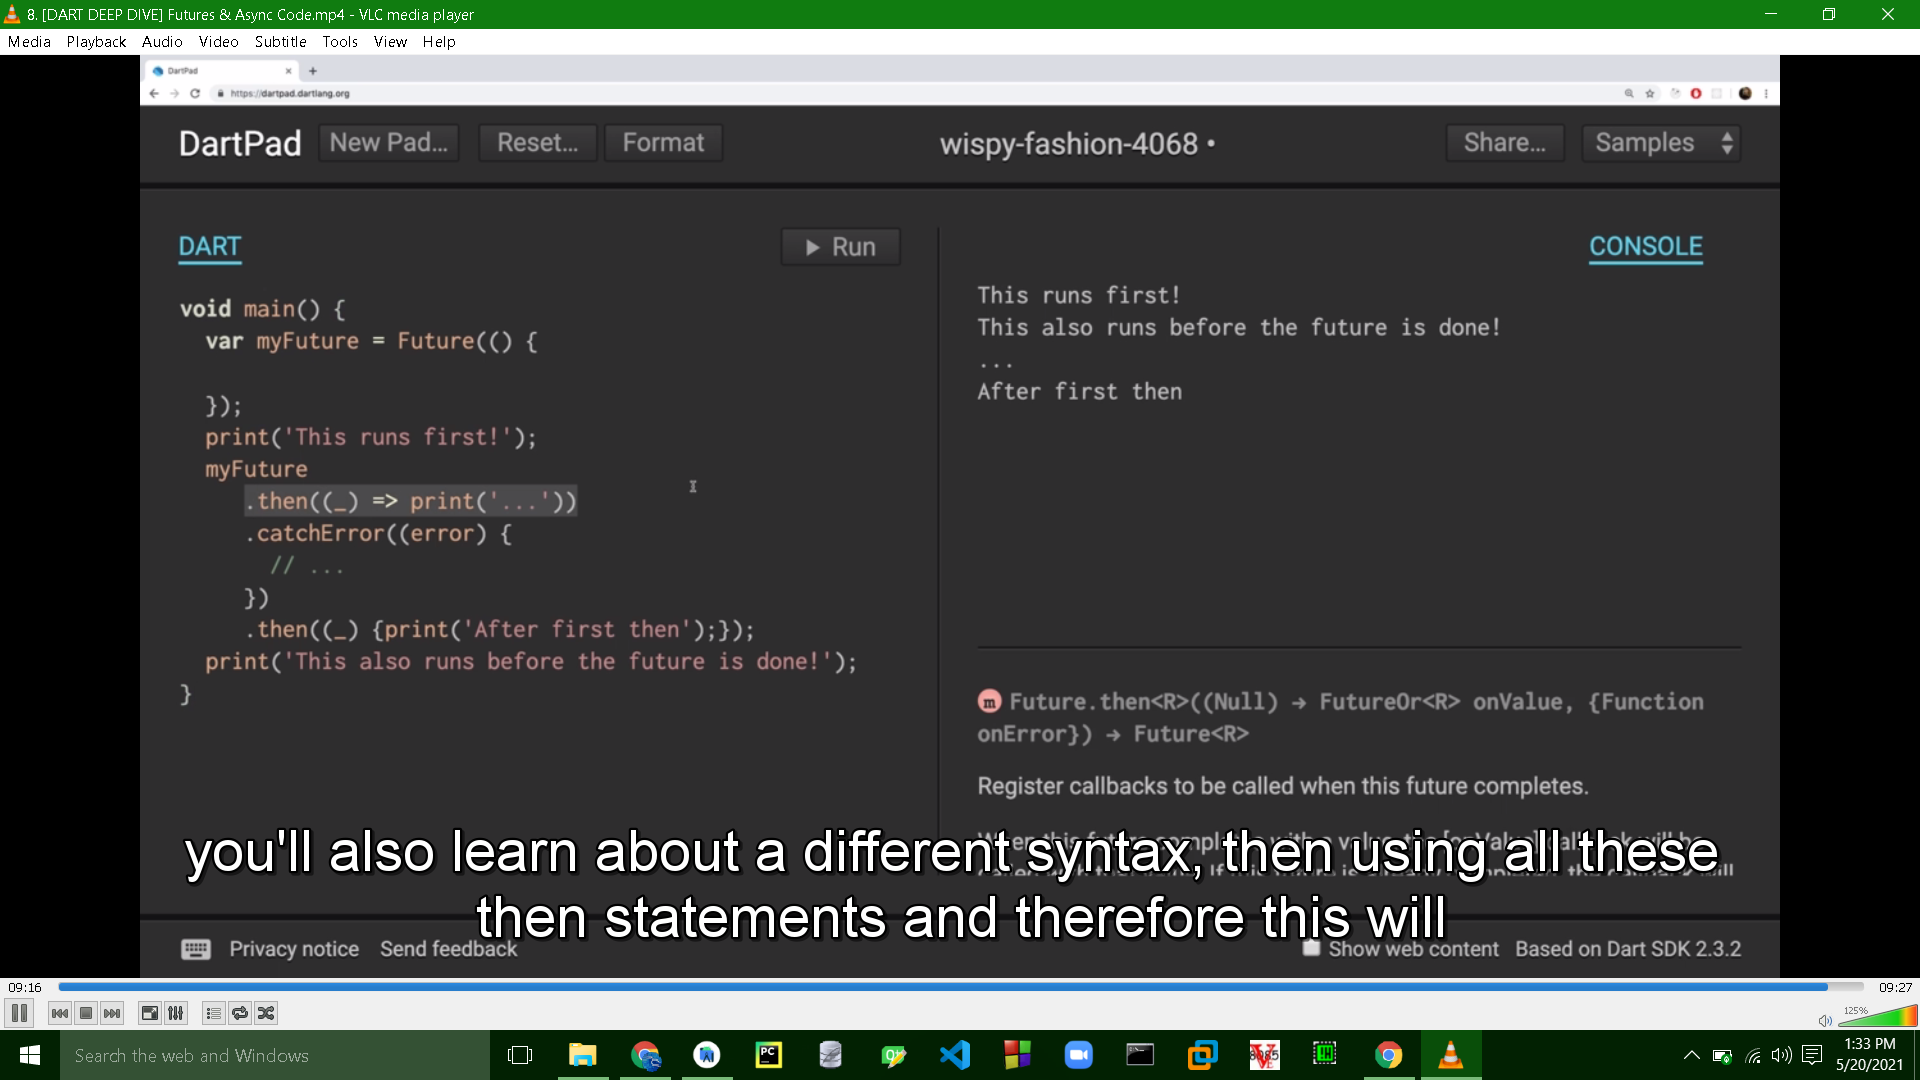 8. [DART DEEP DIVE] Futures & Async Code.mp4 - VLC media player
Media Playback Audio Video Subtitle Tools View Help
DartPad
https://dartpad.dartlang.org
DartPad New Pad... Reset... Format wispy-fashion-4068 • Share... Samples
DART Run
void main() {
var myFuture = Future(() {
});
print('This runs first!');
myFuture
.then((_) => print('...'))
.catchError((error) {
// ...
})
.then((_) {print('After first then');});
print('This also runs before the future is done!');
}
CONSOLE
This runs first!
This also runs before the future is done!
...
After first then
m Future.then<R>((Null) → FutureOr<R> onValue, {Function
onError}) → Future<R>
Register callbacks to be called when this future completes.
you'll also learn about a different syntax, then using all these
then statements and therefore this will
Privacy notice Send feedback Show web content Based on Dart SDK 2.3.2
09:16 09:27
125%
Search the web and Windows
PC
8085
1:33 PM
5/20/2021